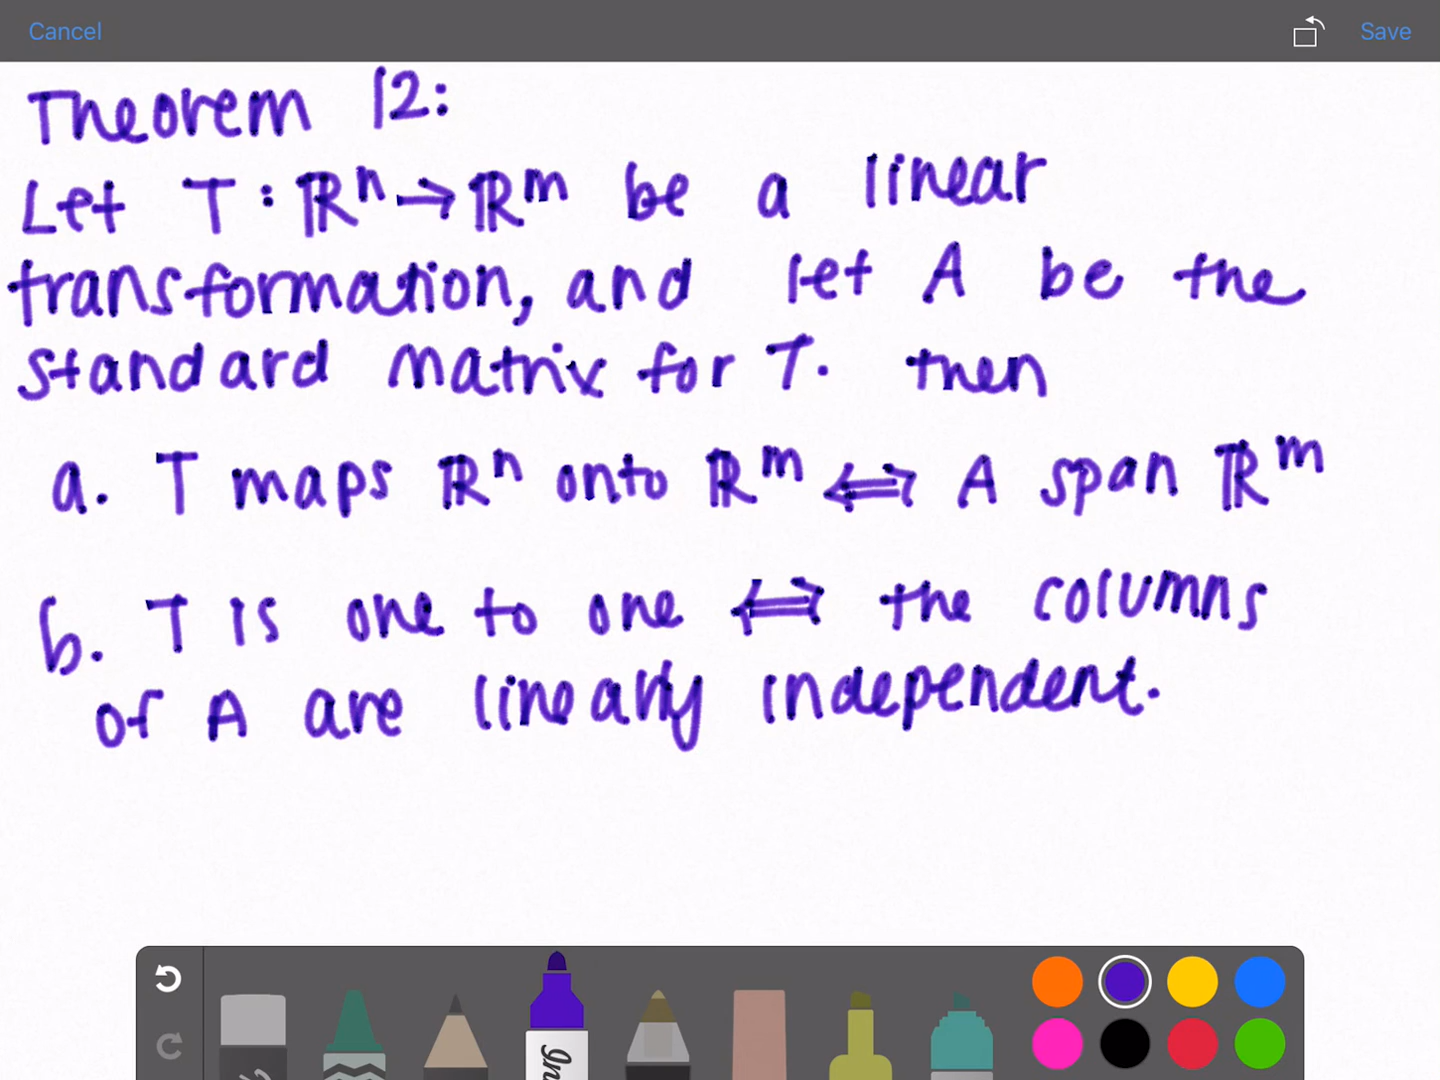 Cancel
Save
Theorem 12:
Let T : ℝⁿ → ℝᵐ be a linear
transformation, and let A be the
standard matrix for T. then
a. T maps ℝⁿ onto ℝᵐ ⟺ A span ℝᵐ
b. T is one to one ⟺ the columns
of A are linearly independent.